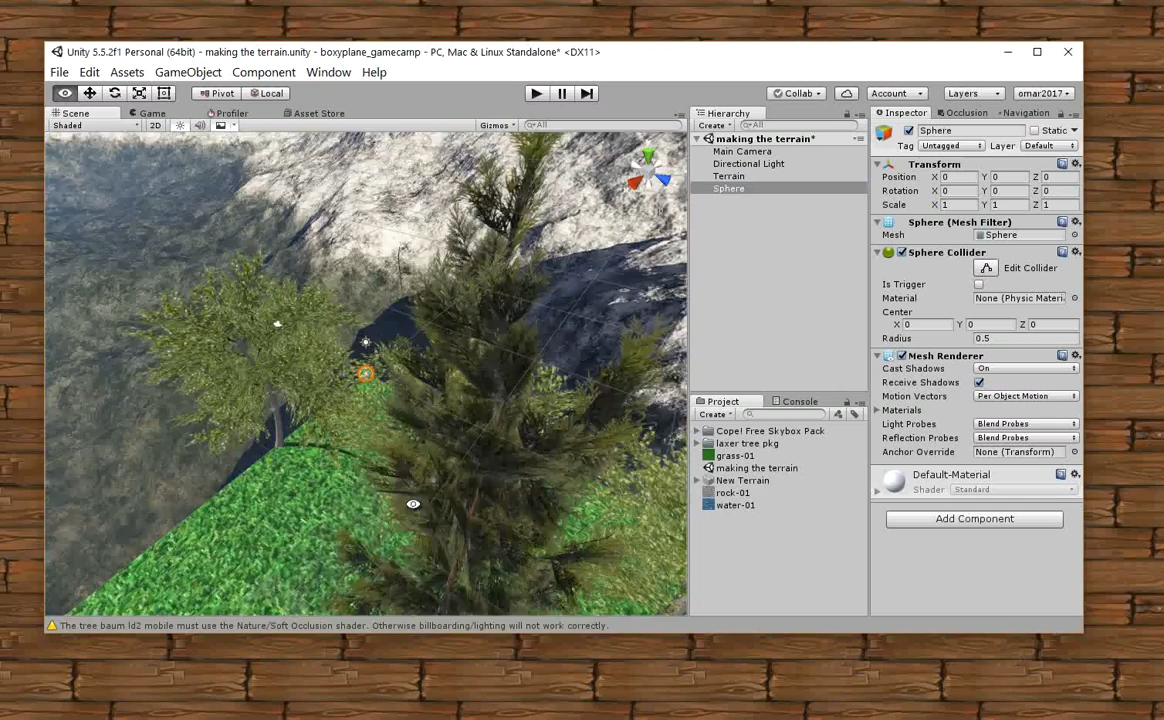 Unity 5.5.2f1 Personal (64bit) - making the terrain.unity - boxyplane_gamecamp - PC, Mac & Linux Standalone* <DX11>
File Edit Assets GameObject Component Window Help
Pivot Local Collab Account Layers omar2017
Scene Game Profiler Asset Store
Shaded 2D Gizmos All
Hierarchy
Create All
making the terrain*
Main Camera
Directional Light
Terrain
Sphere
Project Console
Create
Cope! Free Skybox Pack
laxer tree pkg
grass-01
making the terrain
New Terrain
rock-01
water-01
Inspector Occlusion Navigation
Sphere Static
Tag Untagged Layer Default
Transform
Position X 0 Y 0 Z 0
Rotation X 0 Y 0 Z 0
Scale X 1 Y 1 Z 1
Sphere (Mesh Filter)
Mesh Sphere
Sphere Collider
Edit Collider
Is Trigger
Material None (Physic Materi
Center
X 0 Y 0 Z 0
Radius 0.5
Mesh Renderer
Cast Shadows On
Receive Shadows
Motion Vectors Per Object Motion
Materials
Light Probes Blend Probes
Reflection Probes Blend Probes
Anchor Override None (Transform)
Default-Material
Shader Standard
Add Component
The tree baum ld2 mobile must use the Nature/Soft Occlusion shader. Otherwise billboarding/lighting will not work correctly.